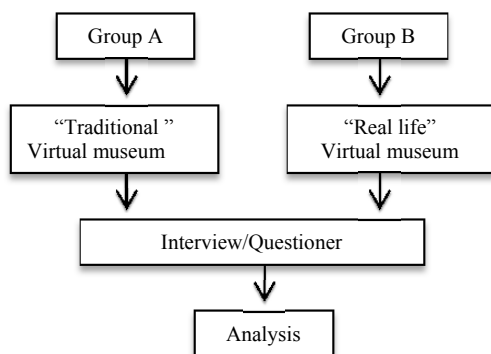 Group A
Group B
“Traditional ”
Virtual museum
“Real life”
Virtual museum
Interview/Questioner
Analysis